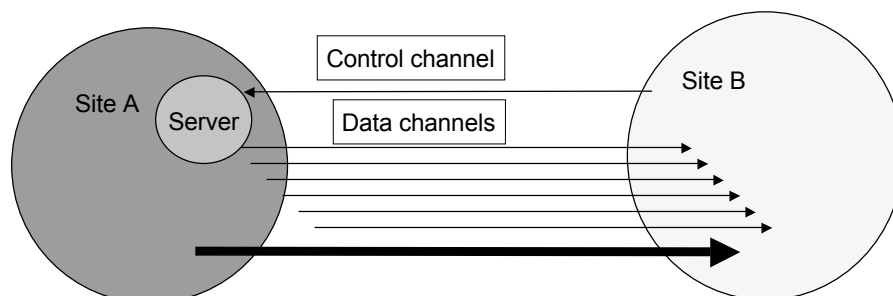 Control channel
Site A
Site B
Server
Data channels